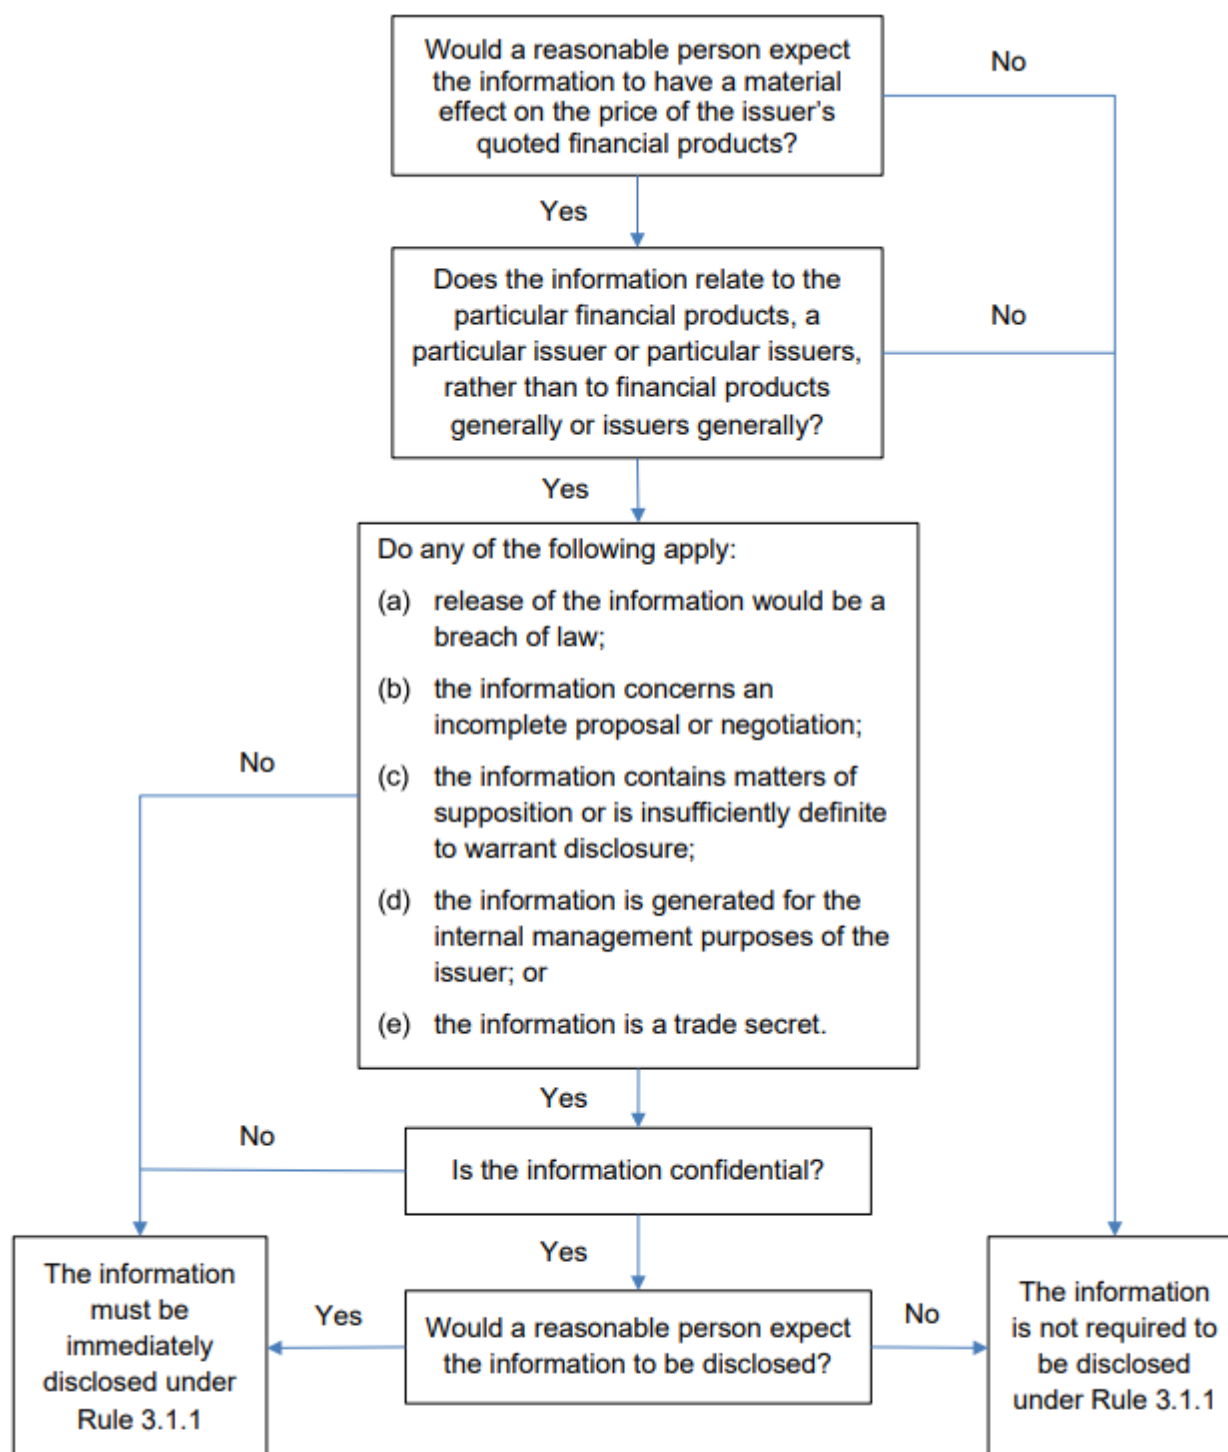 Would a reasonable person expect
the information to have a material
effect on the price of the issuer's
quoted financial products?
No
Yes
Does the information relate to the
particular financial products, a
particular issuer or particular issuers,
rather than to financial products
generally or issuers generally?
No
Yes
Do any of the following apply:
(a) release of the information would be a
breach of law;
(b) the information concerns an
incomplete proposal or negotiation;
(c) the information contains matters of
supposition or is insufficiently definite
to warrant disclosure;
(d) the information is generated for the
internal management purposes of the
issuer; or
(e) the information is a trade secret.
No
Yes
Is the information confidential?
No
Yes
Would a reasonable person expect
the information to be disclosed?
Yes
No
The information
must be
immediately
disclosed under
Rule 3.1.1
The information
is not required to
be disclosed
under Rule 3.1.1